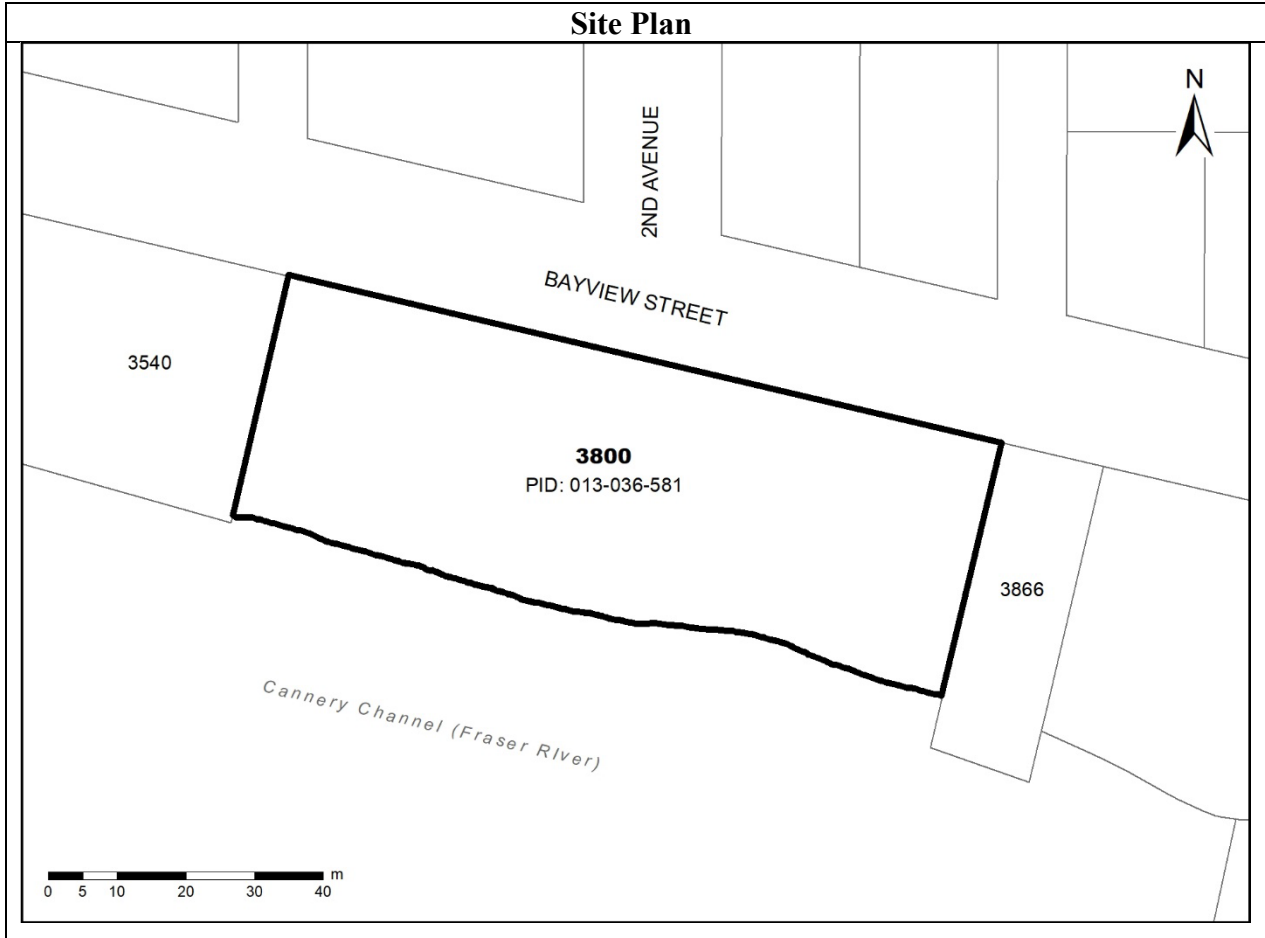 Site Plan
N
2ND AVENUE
BAYVIEW STREET
3540
3800
PID: 013-036-581
3866
Cannery Channel (Fraser RIver)
m
0 5 10 20 30 40